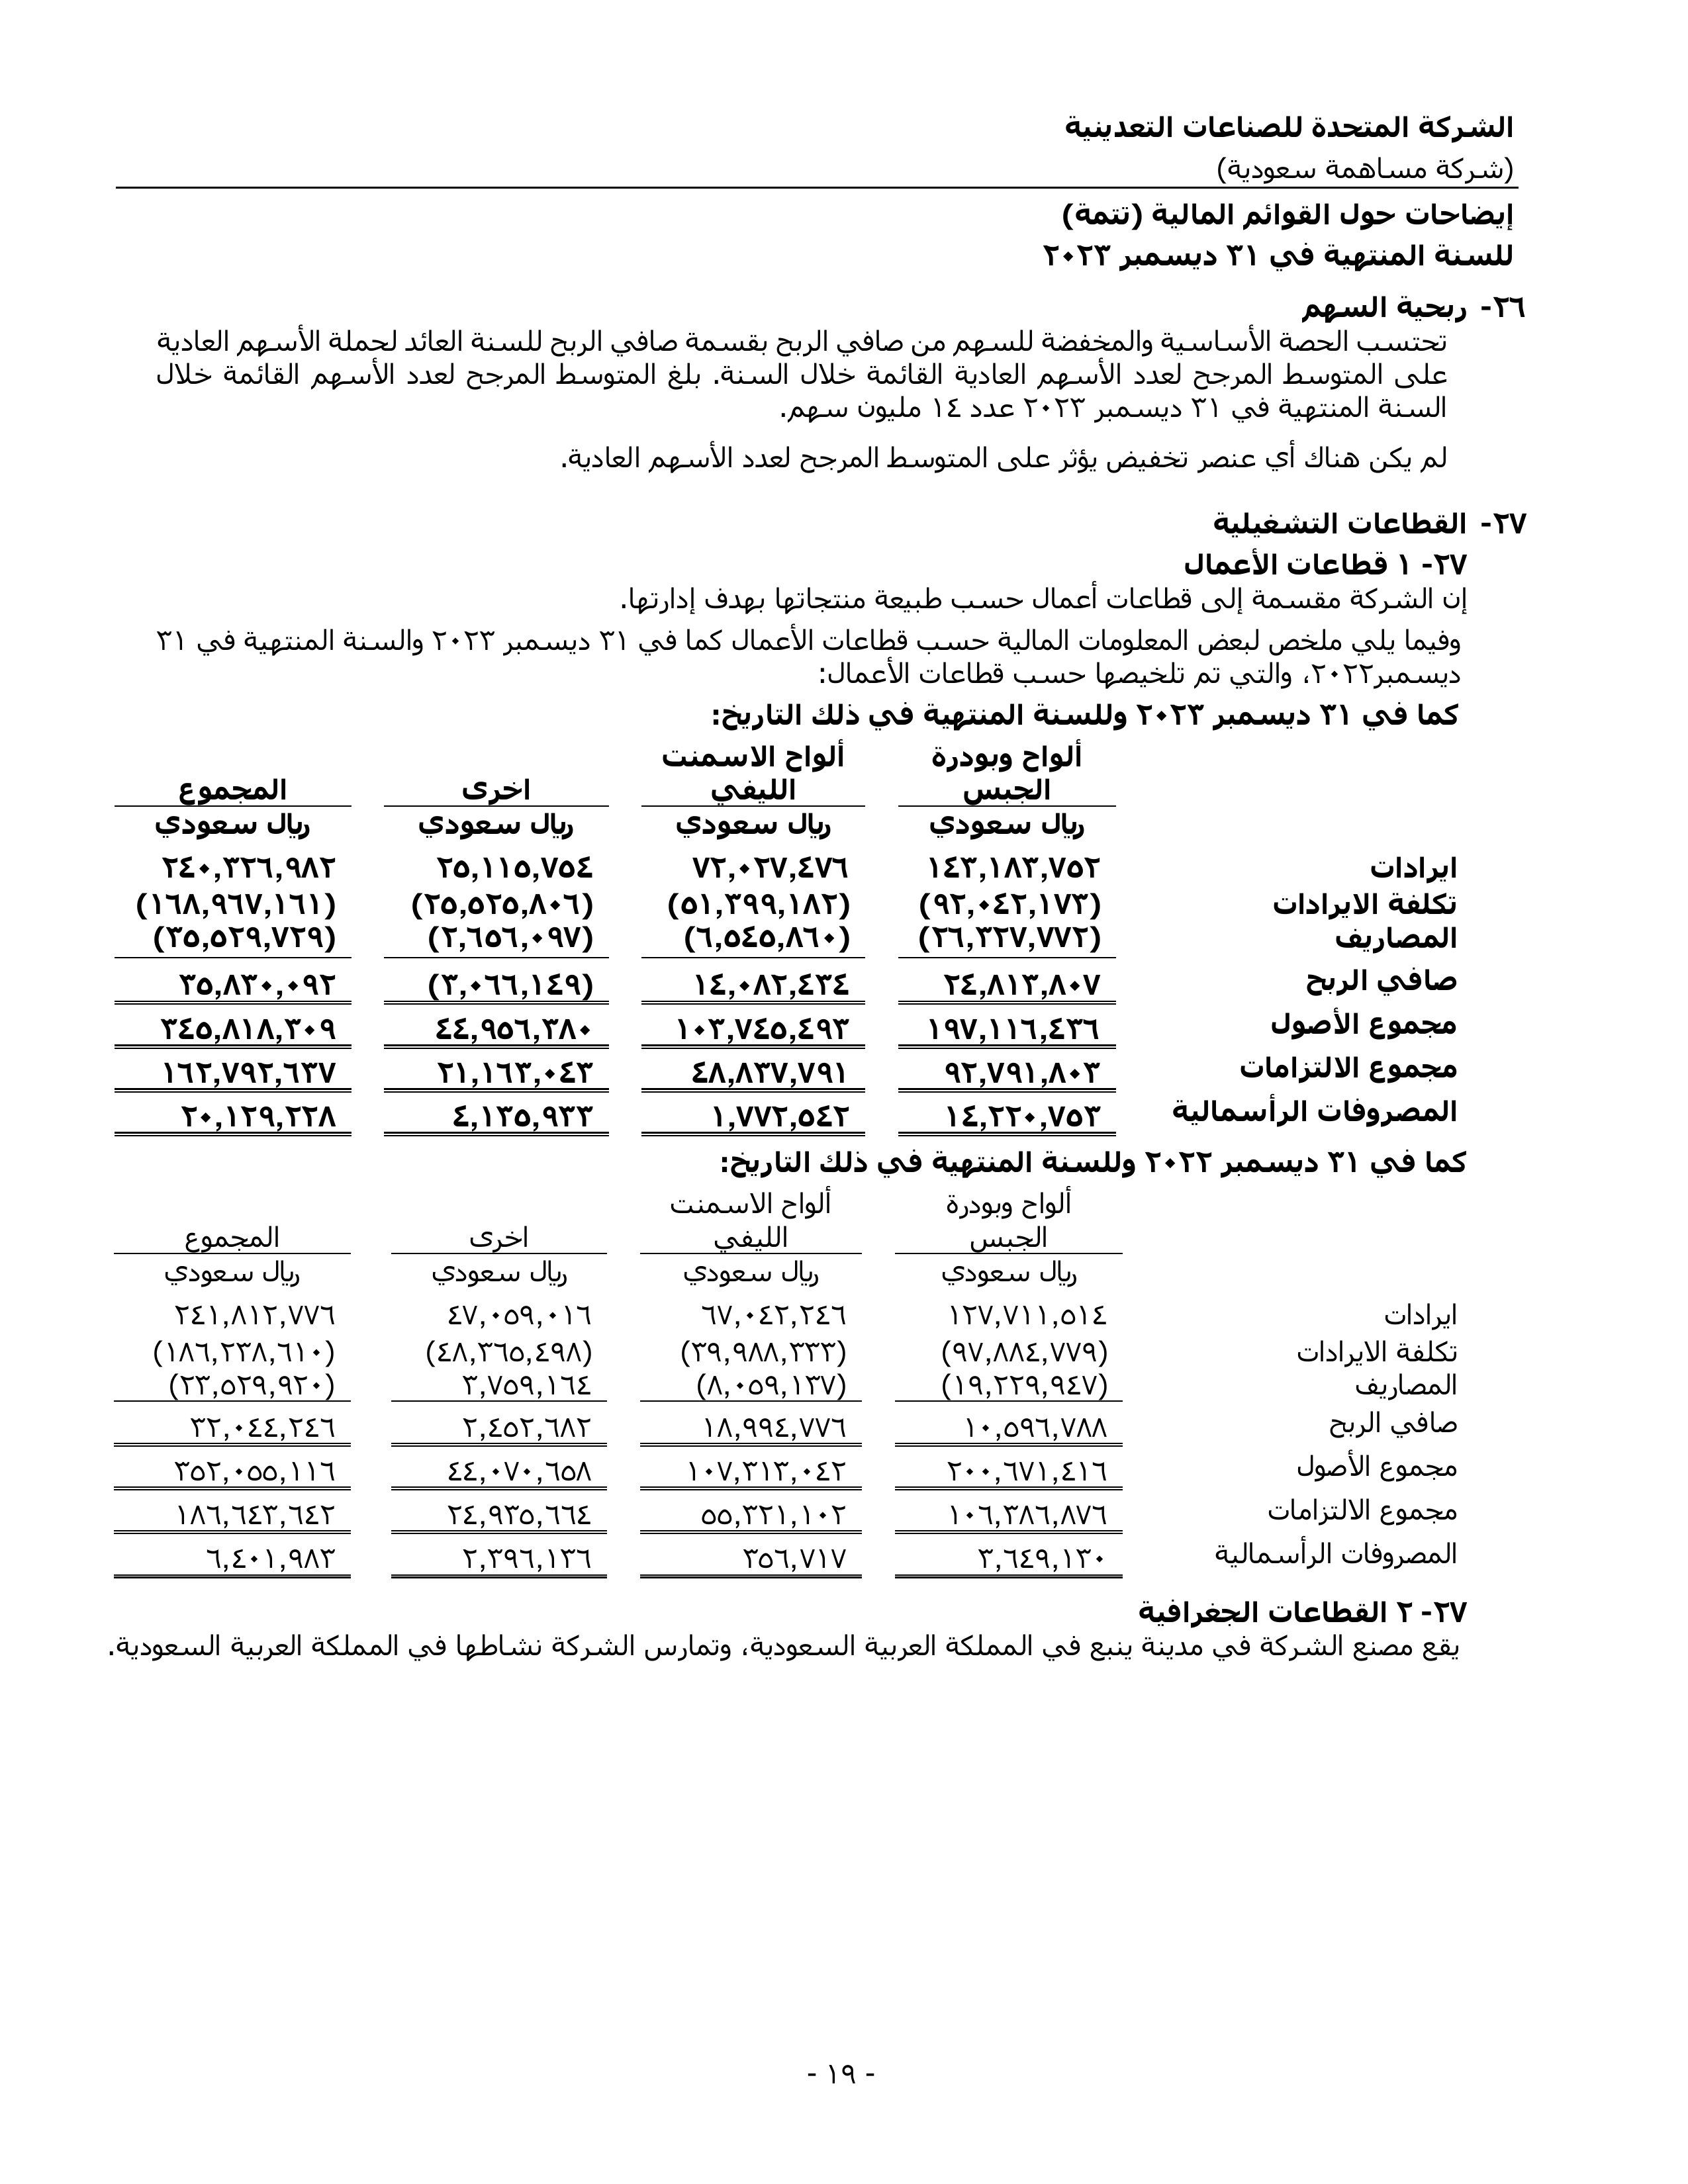 الشركة المتحدة للصناعات التعدينية
(شركة مساهمة سعودية)
إيضاحات حول القوائم المالية (تتمة)
للسنة المنتهية في ٣١ ديسمبر ٢٠٢٣
٢٦- ربحية السهم
تحتسب الحصة الأساسية والمخفضة للسهم من صافي الربح بقسمة صافي الربح للسنة العائد لحملة الأسهم العادية
على المتوسط المرجح لعدد الأسهم العادية القائمة خلال السنة. بلغ المتوسط المرجح لعدد الأسهم القائمة خلال
السنة المنتهية في ٣١ ديسمبر ٢٠٢٣ عدد ١٤ مليون سهم.
لم يكن هناك أي عنصر تخفيض يؤثر على المتوسط المرجح لعدد الأسهم العادية.
٢٧- القطاعات التشغيلية
٢٧- ١ قطاعات الأعمال
إن الشركة مقسمة إلى قطاعات أعمال حسب طبيعة منتجاتها بهدف إدارتها.
وفيما يلي ملخص لبعض المعلومات المالية حسب قطاعات الأعمال كما في ٣١ ديسمبر ٢٠٢٣ والسنة المنتهية في ٣١
ديسمبر٢٠٢٢، والتي تم تلخيصها حسب قطاعات الأعمال:
كما في ٣١ ديسمبر ٢٠٢٣ وللسنة المنتهية في ذلك التاريخ:
ألواح وبودرة ألواح الاسمنت
الجبس الليفي اخرى المجموع
ريال سعودي ريال سعودي ريال سعودي ريال سعودي
ايرادات ١٤٣,١٨٣,٧٥٢ ٧٢,٠٢٧,٤٧٦ ٢٥,١١٥,٧٥٤ ٢٤٠,٣٢٦,٩٨٢
تكلفة الايرادات (٩٢,٠٤٢,١٧٣) (٥١,٣٩٩,١٨٢) (٢٥,٥٢٥,٨٠٦) (١٦٨,٩٦٧,١٦١)
المصاريف (٢٦,٣٢٧,٧٧٢) (٦,٥٤٥,٨٦٠) (٢,٦٥٦,٠٩٧) (٣٥,٥٢٩,٧٢٩)
صافي الربح ٢٤,٨١٣,٨٠٧ ١٤,٠٨٢,٤٣٤ (٣,٠٦٦,١٤٩) ٣٥,٨٣٠,٠٩٢
مجموع الأصول ١٩٧,١١٦,٤٣٦ ١٠٣,٧٤٥,٤٩٣ ٤٤,٩٥٦,٣٨٠ ٣٤٥,٨١٨,٣٠٩
مجموع الالتزامات ٩٢,٧٩١,٨٠٣ ٤٨,٨٣٧,٧٩١ ٢١,١٦٣,٠٤٣ ١٦٢,٧٩٢,٦٣٧
المصروفات الرأسمالية ١٤,٢٢٠,٧٥٣ ١,٧٧٢,٥٤٢ ٤,١٣٥,٩٣٣ ٢٠,١٢٩,٢٢٨
كما في ٣١ ديسمبر ٢٠٢٢ وللسنة المنتهية في ذلك التاريخ:
ألواح وبودرة ألواح الاسمنت
الجبس الليفي اخرى المجموع
ريال سعودي ريال سعودي ريال سعودي ريال سعودي
ايرادات ١٢٧,٧١١,٥١٤ ٦٧,٠٤٢,٢٤٦ ٤٧,٠٥٩,٠١٦ ٢٤١,٨١٢,٧٧٦
تكلفة الايرادات (٩٧,٨٨٤,٧٧٩) (٣٩,٩٨٨,٣٣٣) (٤٨,٣٦٥,٤٩٨) (١٨٦,٢٣٨,٦١٠)
المصاريف (١٩,٢٢٩,٩٤٧) (٨,٠٥٩,١٣٧) ٣,٧٥٩,١٦٤ (٢٣,٥٢٩,٩٢٠)
صافي الربح ١٠,٥٩٦,٧٨٨ ١٨,٩٩٤,٧٧٦ ٢,٤٥٢,٦٨٢ ٣٢,٠٤٤,٢٤٦
مجموع الأصول ٢٠٠,٦٧١,٤١٦ ١٠٧,٣١٣,٠٤٢ ٤٤,٠٧٠,٦٥٨ ٣٥٢,٠٥٥,١١٦
مجموع الالتزامات ١٠٦,٣٨٦,٨٧٦ ٥٥,٣٢١,١٠٢ ٢٤,٩٣٥,٦٦٤ ١٨٦,٦٤٣,٦٤٢
المصروفات الرأسمالية ٣,٦٤٩,١٣٠ ٣٥٦,٧١٧ ٢,٣٩٦,١٣٦ ٦,٤٠١,٩٨٣
٢٧- ٢ القطاعات الجغرافية
يقع مصنع الشركة في مدينة ينبع في المملكة العربية السعودية، وتمارس الشركة نشاطها في المملكة العربية السعودية.
- ١٩ -